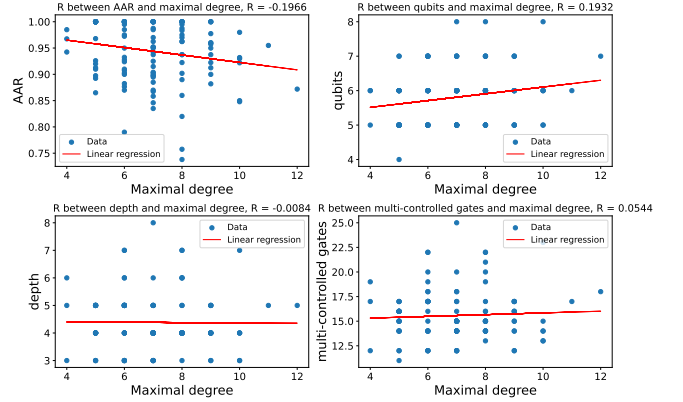 R between AAR and maximal degree, R = -0.1966
1.00
0.95
0.90
0.85
0.80
0.75
AAR
Data
Linear regression
4 6 8 10 12
Maximal degree
R between qubits and maximal degree, R = 0.1932
8
7
6
5
4
qubits
Data
Linear regression
4 6 8 10 12
Maximal degree
R between depth and maximal degree, R = -0.0084
8
7
6
5
4
3
depth
Data
Linear regression
4 6 8 10 12
Maximal degree
R between multi-controlled gates and maximal degree, R = 0.0544
25.0
22.5
20.0
17.5
15.0
12.5
multi-controlled gates
Data
Linear regression
4 6 8 10 12
Maximal degree